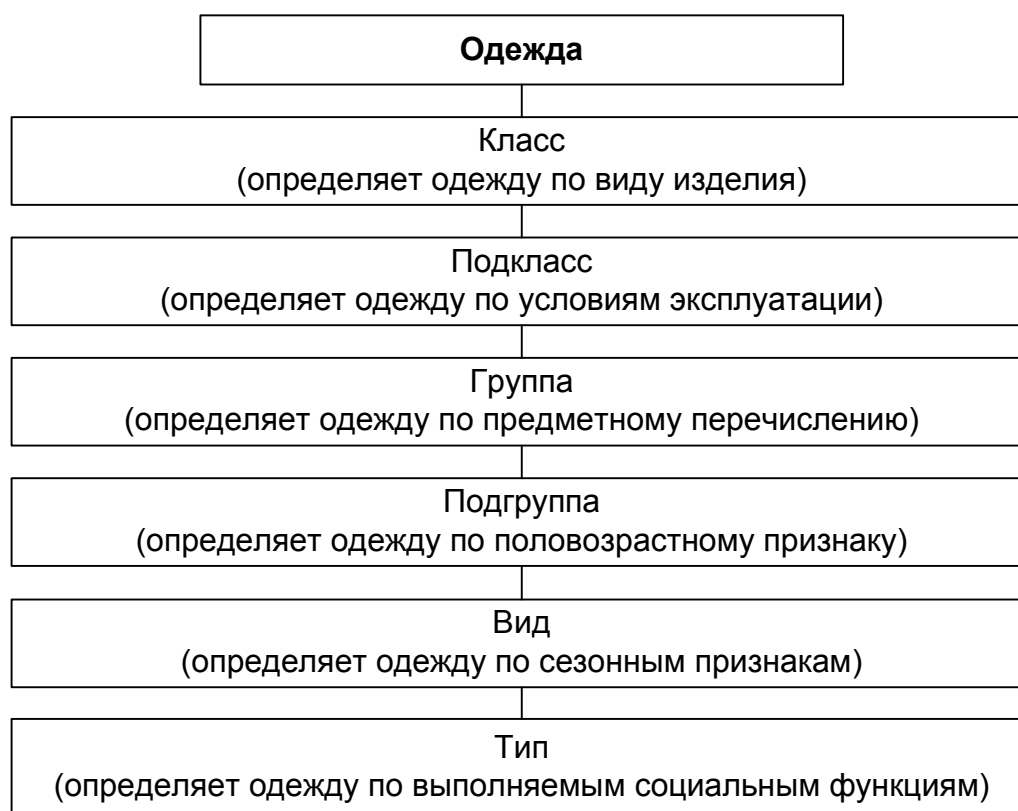 Одежда
Класс
(определяет одежду по виду изделия)
Подкласс
(определяет одежду по условиям эксплуатации)
Группа
(определяет одежду по предметному перечислению)
Подгруппа
(определяет одежду по половозрастному признаку)
Вид
(определяет одежду по сезонным признакам)
Тип
(определяет одежду по выполняемым социальным функциям)